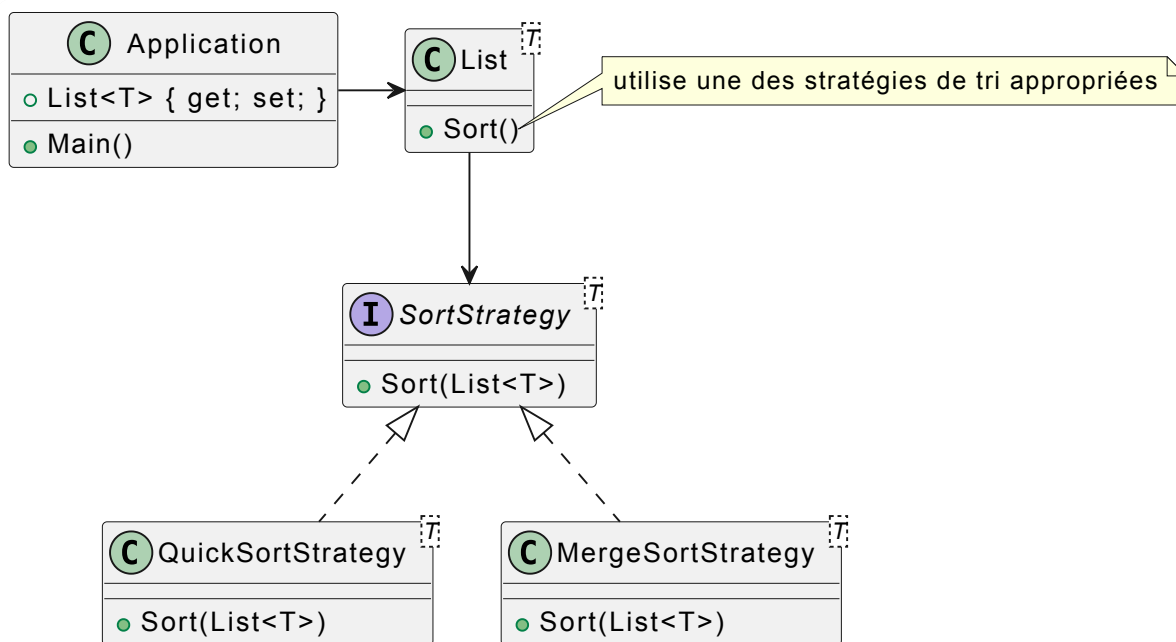 C Application
List<T> { get; set; }
Main()
C List
T
Sort()
utilise une des stratégies de tri appropriées
I SortStrategy
T
Sort(List<T>)
C QuickSortStrategy
T
Sort(List<T>)
C MergeSortStrategy
T
Sort(List<T>)